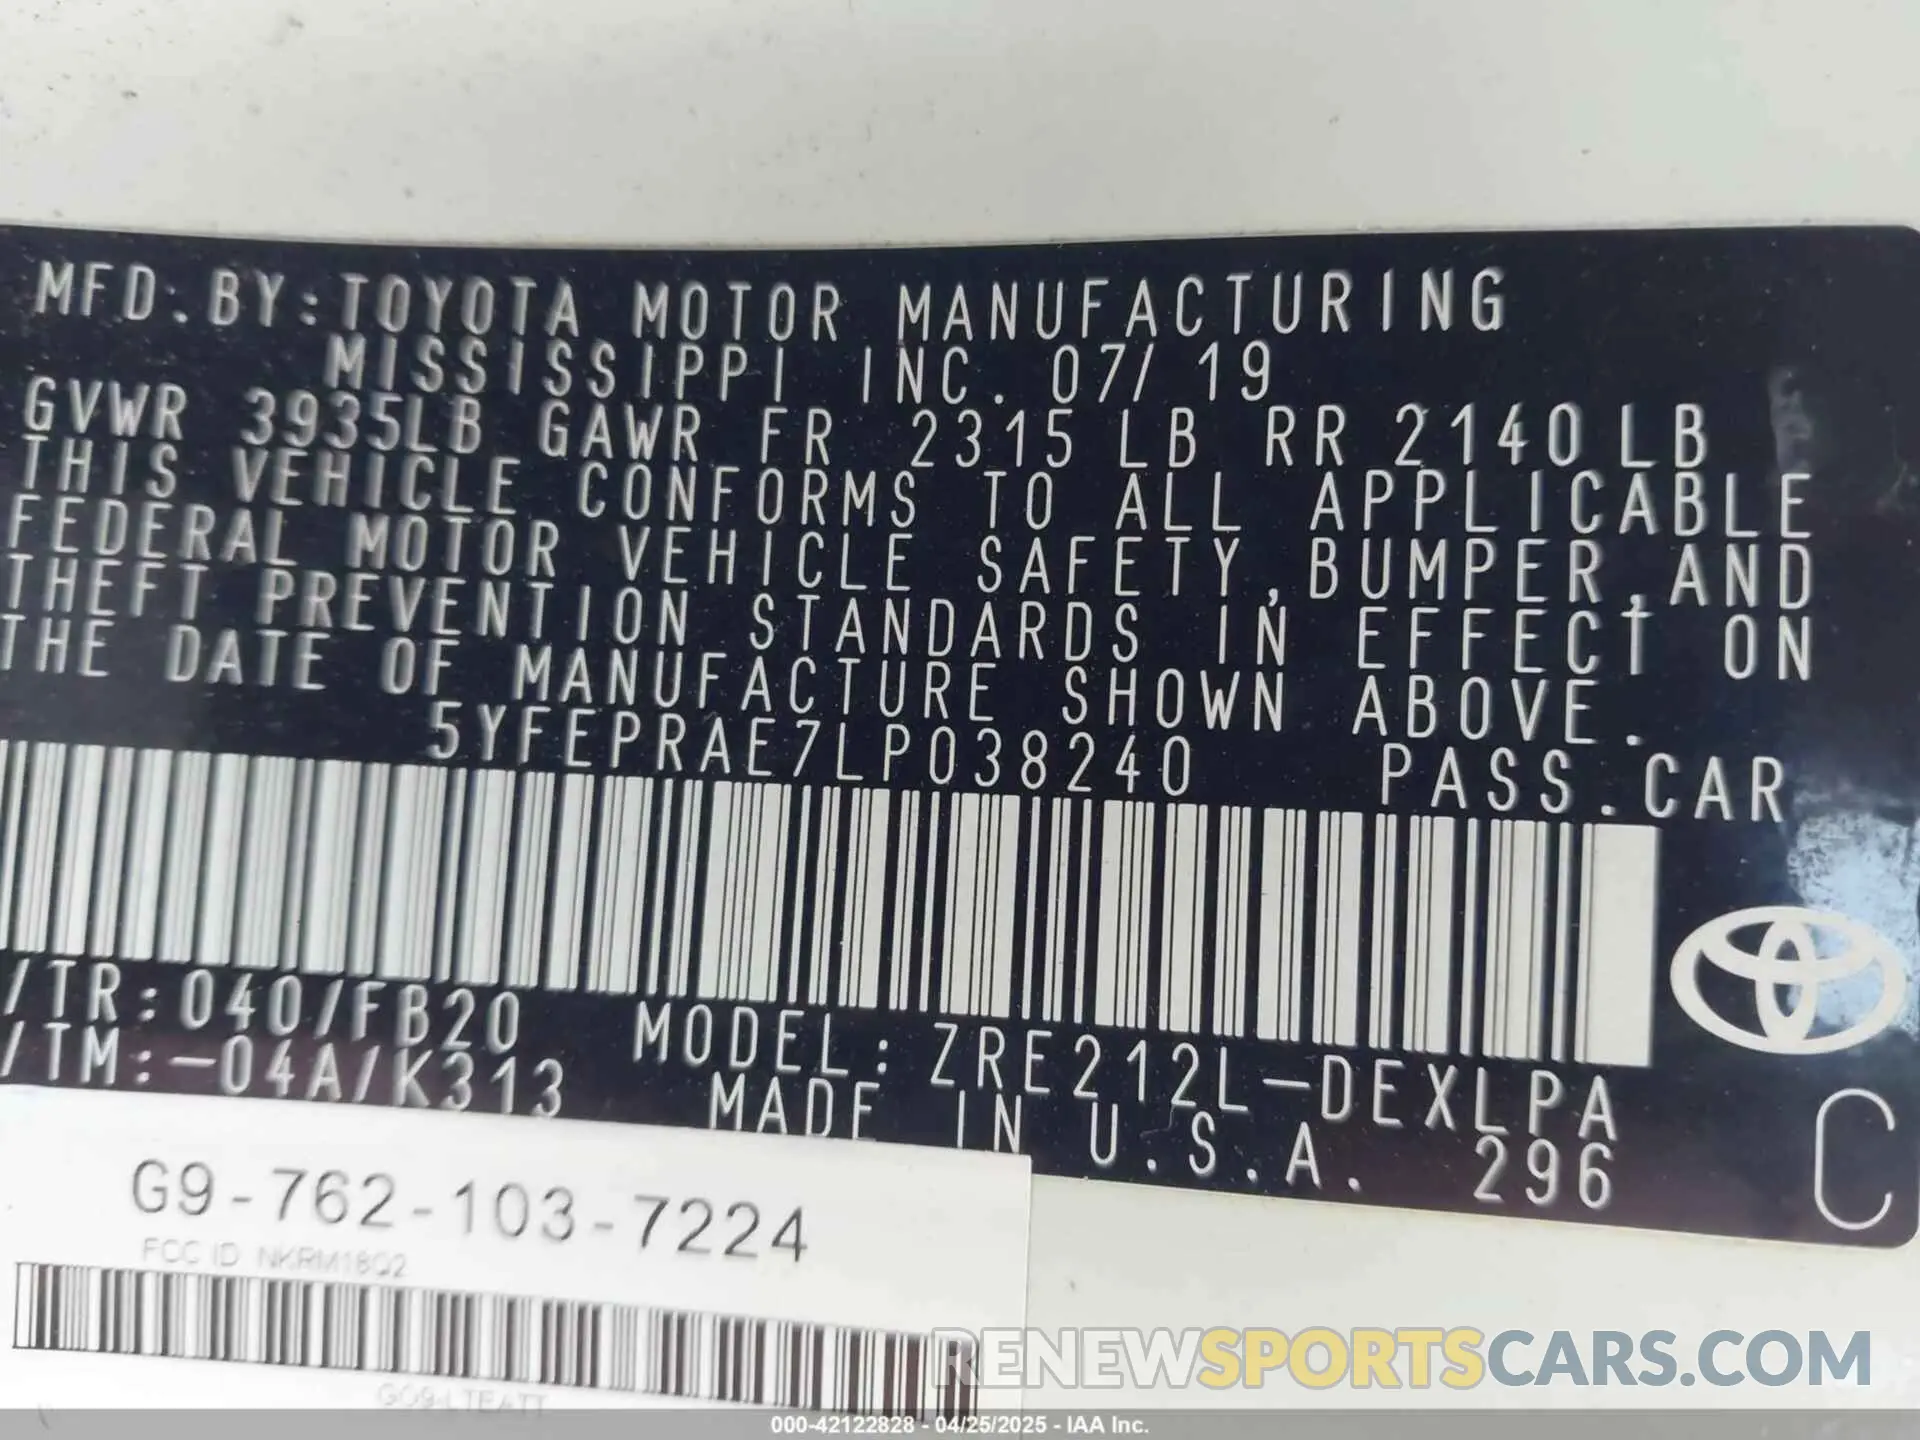 MFD. BY: TOYOTA MOTOR MANUFACTURING
MISSISSIPPI INC. 07/ 19
GVWR 3935LB GAWR FR 2315 LB RR 2140 LB
THIS VEHICLE CONFORMS TO ALL APPLICABLE
FEDERAL MOTOR VEHICLE SAFETY, BUMPER, AND
THEFT PREVENTION STANDARDS IN EFFECT ON
THE DATE OF MANUFACTURE SHOWN ABOVE.
5YFEPRAE7LP038240 PASS. CAR
/TR: 040/FB20 MODEL: ZRE212L-DEXLPA
/TM: -04A/K313 MADE IN U.S.A. 296
C
G9-762-103-7224
FCC ID NKRM18Q2
GO9-LTEATT
RENEWSPORTSCARS.COM
000-42122828 - 04/25/2025 - IAA Inc.